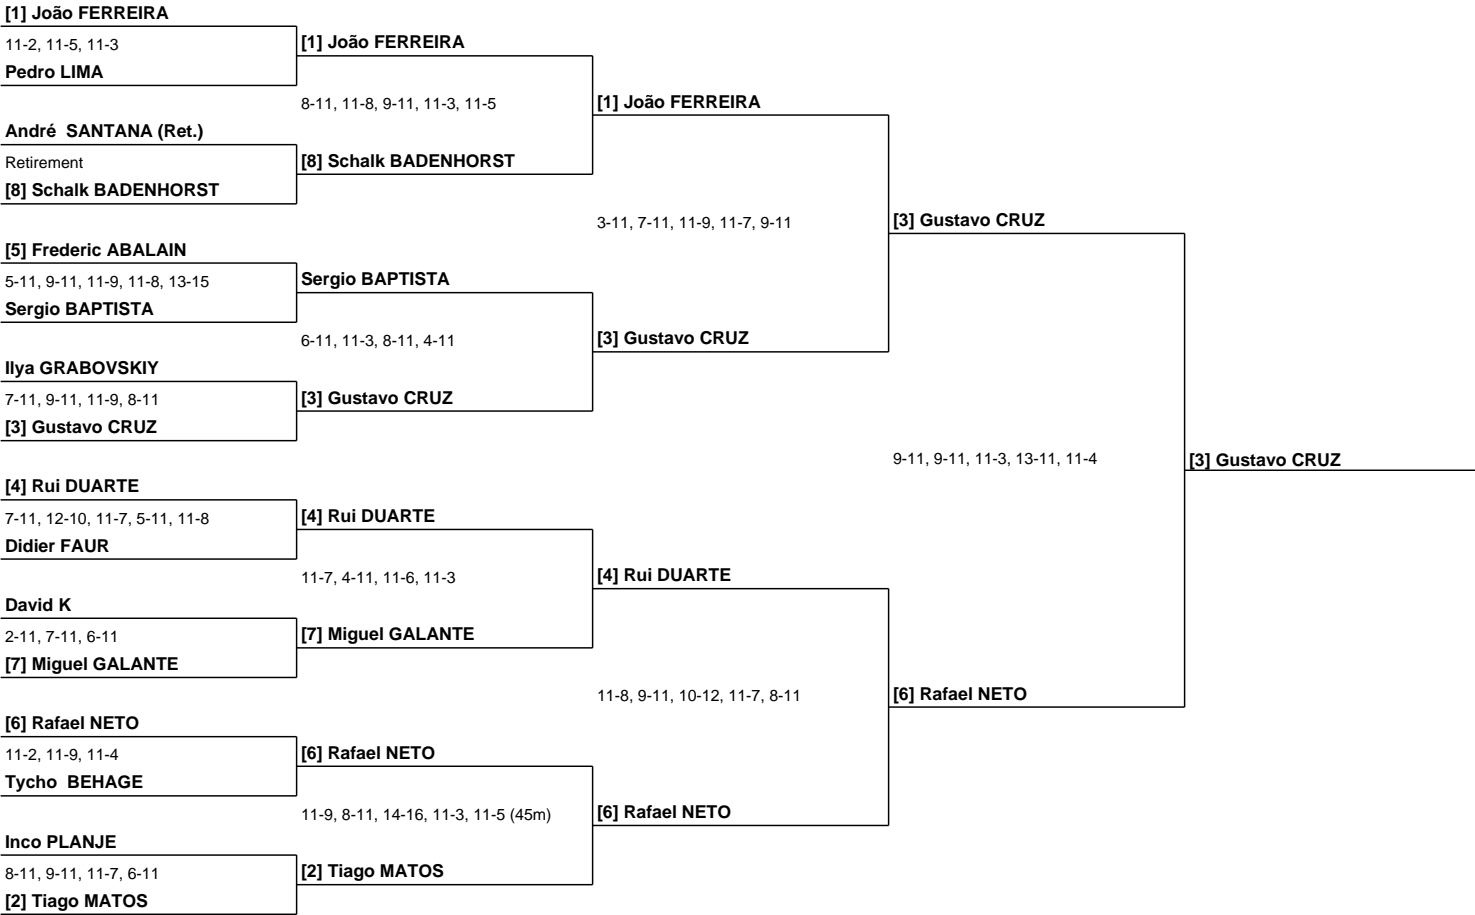 [1] João FERREIRA
11-2, 11-5, 11-3
Pedro LIMA
André  SANTANA (Ret.)
Retirement
[8] Schalk BADENHORST
[5] Frederic ABALAIN
5-11, 9-11, 11-9, 11-8, 13-15
Sergio BAPTISTA
Ilya GRABOVSKIY
7-11, 9-11, 11-9, 8-11
[3] Gustavo CRUZ
[4] Rui DUARTE
7-11, 12-10, 11-7, 5-11, 11-8
Didier FAUR
David K
2-11, 7-11, 6-11
[7] Miguel GALANTE
[6] Rafael NETO
11-2, 11-9, 11-4
Tycho  BEHAGE
Inco PLANJE
8-11, 9-11, 11-7, 6-11
[2] Tiago MATOS
[1] João FERREIRA
8-11, 11-8, 9-11, 11-3, 11-5
[8] Schalk BADENHORST
Sergio BAPTISTA
6-11, 11-3, 8-11, 4-11
[3] Gustavo CRUZ
[4] Rui DUARTE
11-7, 4-11, 11-6, 11-3
[7] Miguel GALANTE
[6] Rafael NETO
11-9, 8-11, 14-16, 11-3, 11-5 (45m)
[2] Tiago MATOS
[1] João FERREIRA
3-11, 7-11, 11-9, 11-7, 9-11
[3] Gustavo CRUZ
[4] Rui DUARTE
11-8, 9-11, 10-12, 11-7, 8-11
[6] Rafael NETO
[3] Gustavo CRUZ
9-11, 9-11, 11-3, 13-11, 11-4
[6] Rafael NETO
[3] Gustavo CRUZ